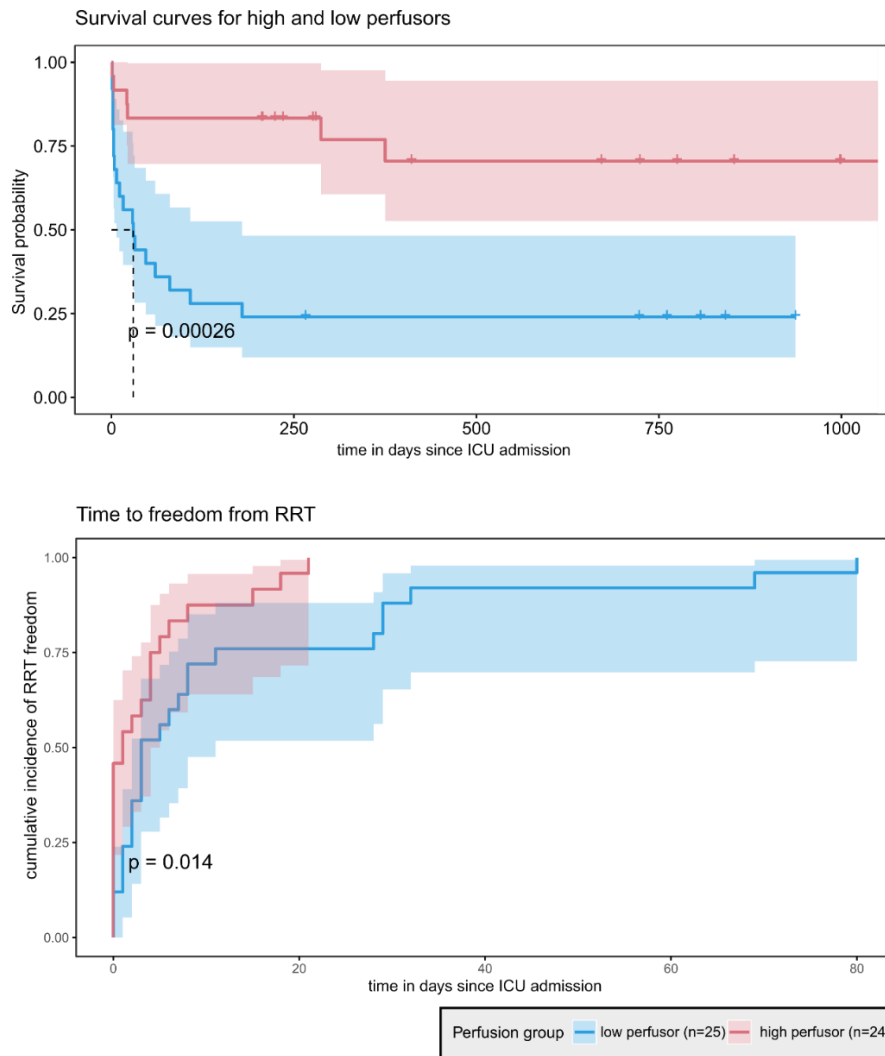 Survival curves for high and low perfusors
1.00
0.75
0.50
0.25
0.00
Survival probability
p = 0.00026
0 250 500 750 1000
time in days since ICU admission
Time to freedom from RRT
1.00
0.75
0.50
0.25
0.00
cumulative incidence of RRT freedom
p = 0.014
0 20 40 60 80
time in days since ICU admission
Perfusion group low perfusor (n=25) high perfusor (n=24